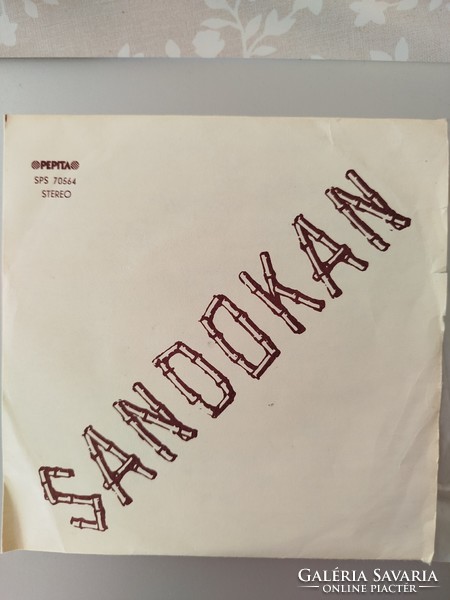 PEPITA
SPS 70564
STEREO
SANDOKAN
GALÉRIA SAVARIA
ONLINE PIACTÉR